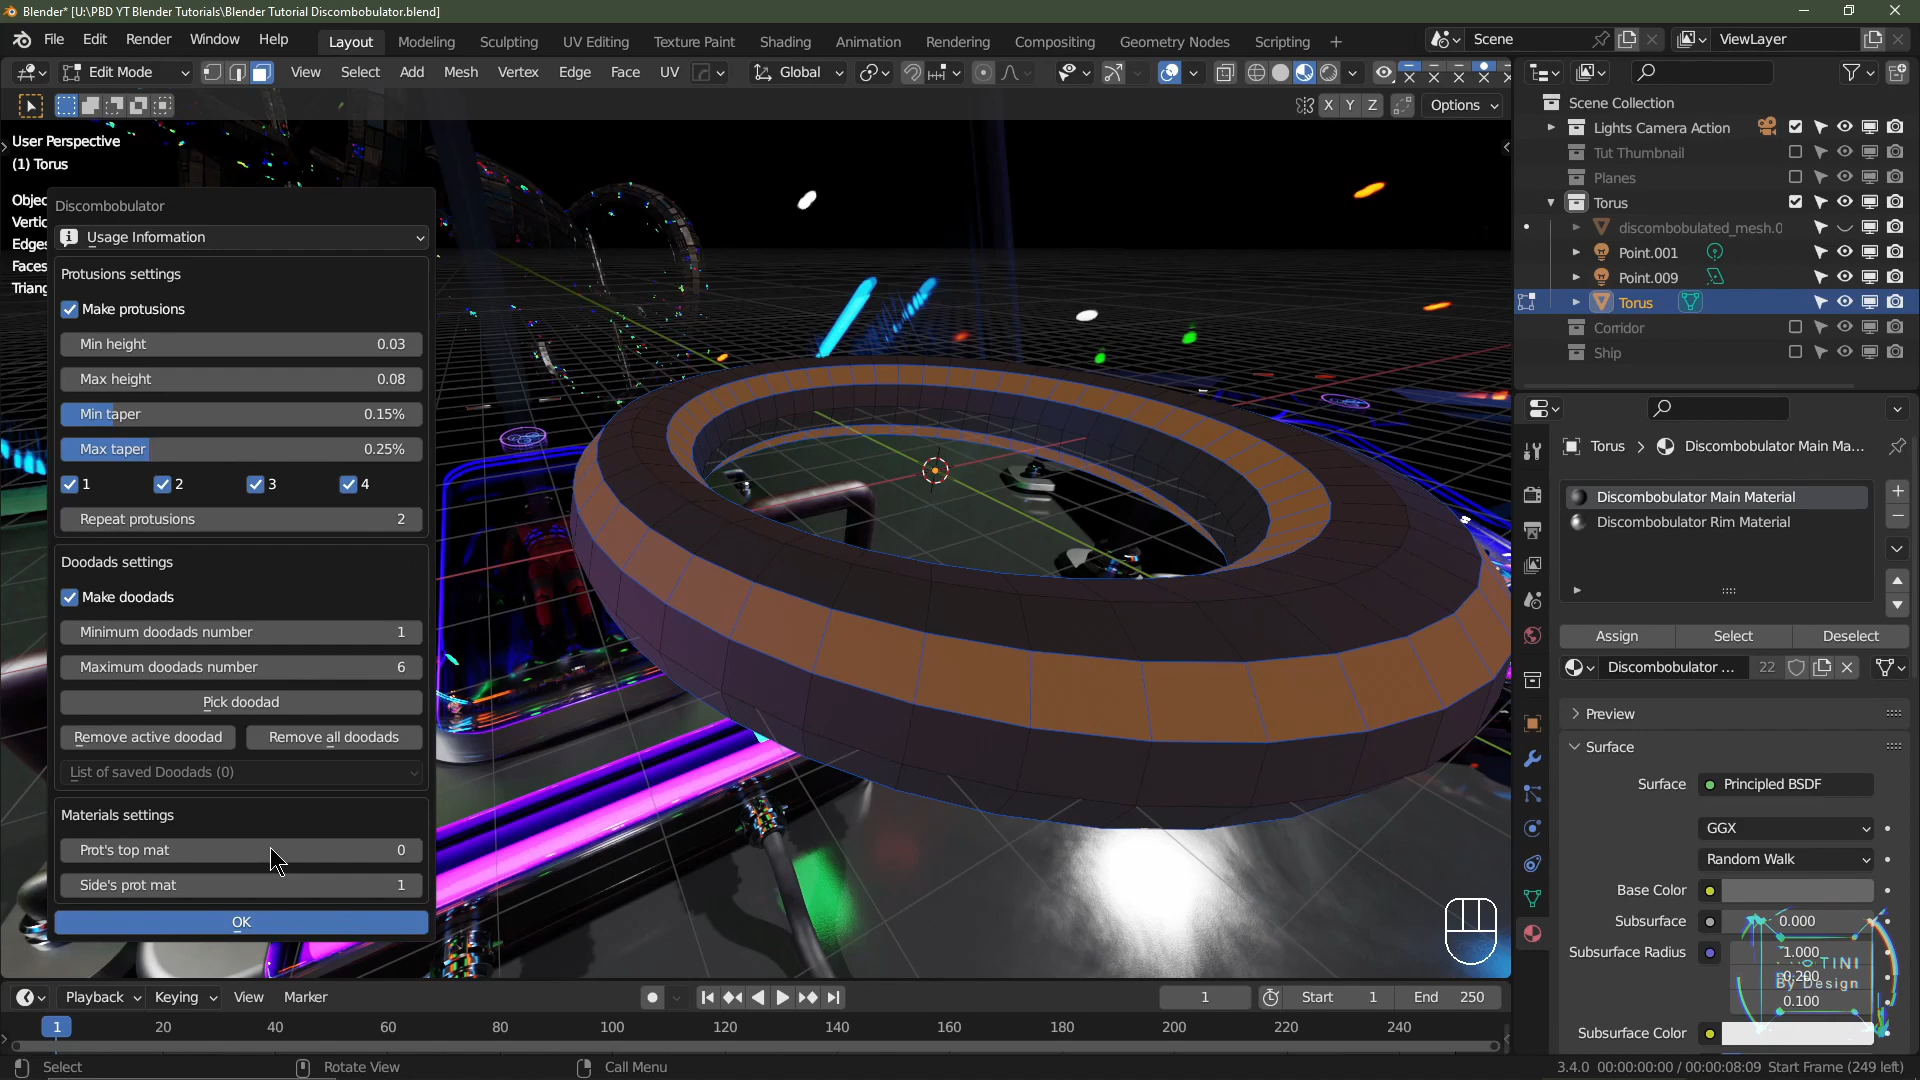 Blender* [U:\PBD YT Blender Tutorials\Blender Tutorial Discombobulator.blend]
File Edit Render Window Help Layout Modeling Sculpting UV Editing Texture Paint Shading Animation Rendering Compositing Geometry Nodes Scripting + Scene ViewLayer
Edit Mode View Select Add Mesh Vertex Edge Face UV Global
X Y Z Options
User Perspective
(1) Torus
Objec
Vertic
Edges
Faces
Triang
Discombobulator
Usage Information
Protusions settings
Make protusions
Min height 0.03
Max height 0.08
Min taper 0.15%
Max taper 0.25%
1 2 3 4
Repeat protusions 2
Doodads settings
Make doodads
Minimum doodads number 1
Maximum doodads number 6
Pick doodad
Remove active doodad Remove all doodads
List of saved Doodads (0)
Materials settings
Prot's top mat 0
Side's prot mat 1
OK
Scene Collection
Lights Camera Action
Tut Thumbnail
Planes
Torus
discombobulated_mesh.0
Point.001
Point.009
Torus
Corridor
Ship
Torus > Discombobulator Main Ma...
Discombobulator Main Material
Discombobulator Rim Material
Assign Select Deselect
Discombobulator ... 22
Preview
Surface
Surface Principled BSDF
GGX
Random Walk
Base Color
Subsurface 0.000
Subsurface Radius 1.000
0.200
0.100
By Design
Subsurface Color
Playback Keying View Marker 1 Start 1 End 250
1 20 40 60 80 100 120 140 160 180 200 220 240
Select Rotate View Call Menu 3.4.0 00:00:00:00 / 00:00:08:09 Start Frame (249 left)